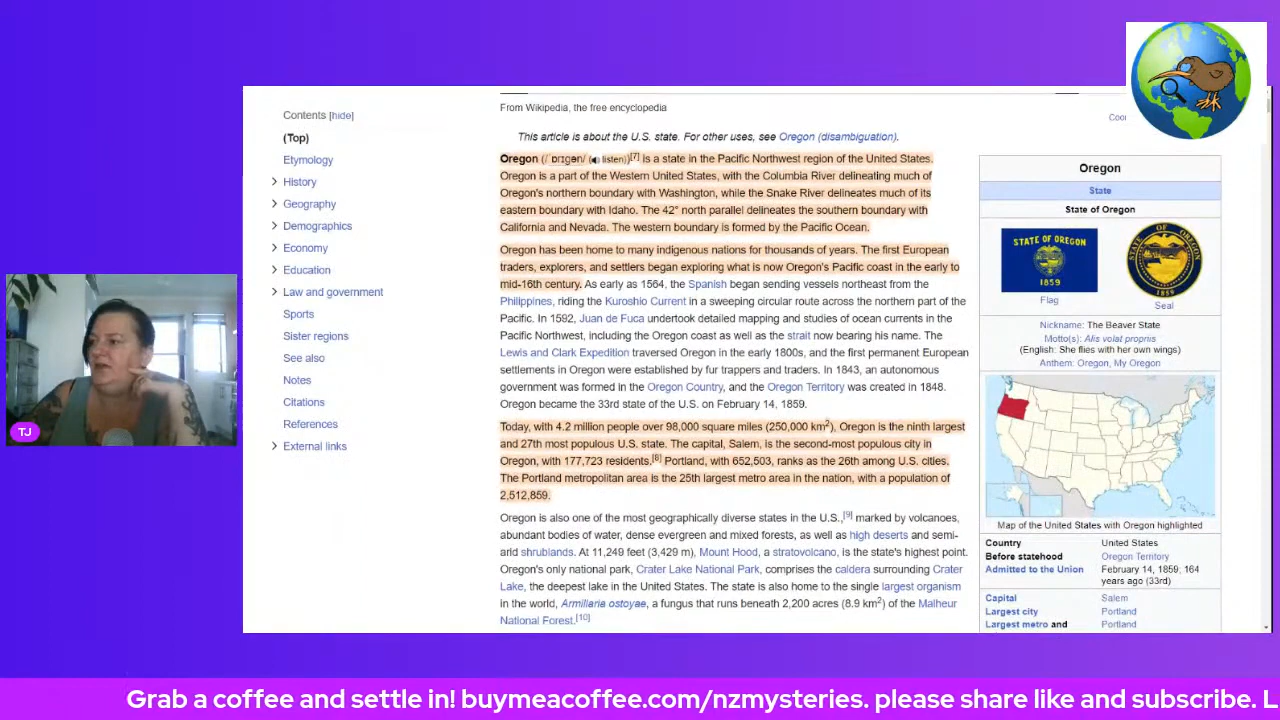 From Wikipedia, the free encyclopedia
Contents [hide]
(Top)
Etymology
History
Geography
Demographics
Economy
Education
Law and government
Sports
Sister regions
See also
Notes
Citations
References
External links
This article is about the U.S. state. For other uses, see Oregon (disambiguation).
Oregon (/ˈɒrɪɡən/ (listen))[7] is a state in the Pacific Northwest region of the United States.
Oregon is a part of the Western United States, with the Columbia River delineating much of
Oregon's northern boundary with Washington, while the Snake River delineates much of its
eastern boundary with Idaho. The 42° north parallel delineates the southern boundary with
California and Nevada. The western boundary is formed by the Pacific Ocean.
Oregon has been home to many indigenous nations for thousands of years. The first European
traders, explorers, and settlers began exploring what is now Oregon's Pacific coast in the early to
mid-16th century. As early as 1564, the Spanish began sending vessels northeast from the
Philippines, riding the Kuroshio Current in a sweeping circular route across the northern part of the
Pacific. In 1592, Juan de Fuca undertook detailed mapping and studies of ocean currents in the
Pacific Northwest, including the Oregon coast as well as the strait now bearing his name. The
Lewis and Clark Expedition traversed Oregon in the early 1800s, and the first permanent European
settlements in Oregon were established by fur trappers and traders. In 1843, an autonomous
government was formed in the Oregon Country, and the Oregon Territory was created in 1848.
Oregon became the 33rd state of the U.S. on February 14, 1859.
Today, with 4.2 million people over 98,000 square miles (250,000 km2), Oregon is the ninth largest
and 27th most populous U.S. state. The capital, Salem, is the second-most populous city in
Oregon, with 177,723 residents.[8] Portland, with 652,503, ranks as the 26th among U.S. cities.
The Portland metropolitan area is the 25th largest metro area in the nation, with a population of
2,512,859.
Oregon is also one of the most geographically diverse states in the U.S.,[9] marked by volcanoes,
abundant bodies of water, dense evergreen and mixed forests, as well as high deserts and semi-
arid shrublands. At 11,249 feet (3,429 m), Mount Hood, a stratovolcano, is the state's highest point.
Oregon's only national park, Crater Lake National Park, comprises the caldera surrounding Crater
Lake, the deepest lake in the United States. The state is also home to the single largest organism
in the world, Armillaria ostoyae, a fungus that runs beneath 2,200 acres (8.9 km2) of the Malheur
National Forest.[10]
Coor
Oregon
State
State of Oregon
STATE OF OREGON
1859
STATE OF OREGON
1859
Flag
Seal
Nickname: The Beaver State
Motto(s): Alis volat propriis
(English: She flies with her own wings)
Anthem: Oregon, My Oregon
Map of the United States with Oregon highlighted
Country United States
Before statehood Oregon Territory
Admitted to the Union February 14, 1859; 164
years ago (33rd)
Capital Salem
Largest city Portland
Largest metro and Portland
TJ
Grab a coffee and settle in! buymeacoffee.com/nzmysteries. please share like and subscribe. L